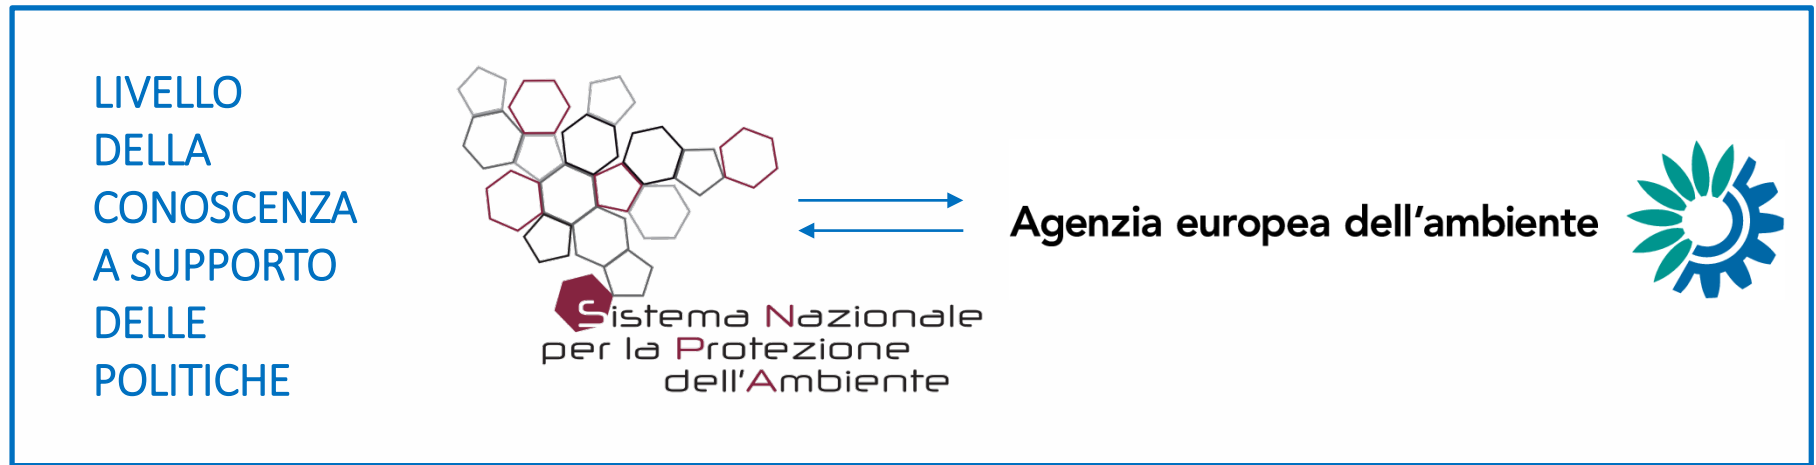 LIVELLO
DELLA
CONOSCENZA
A SUPPORTO
DELLE
POLITICHE
Sistema Nazionale
per la Protezione
dell'Ambiente
Agenzia europea dell'ambiente